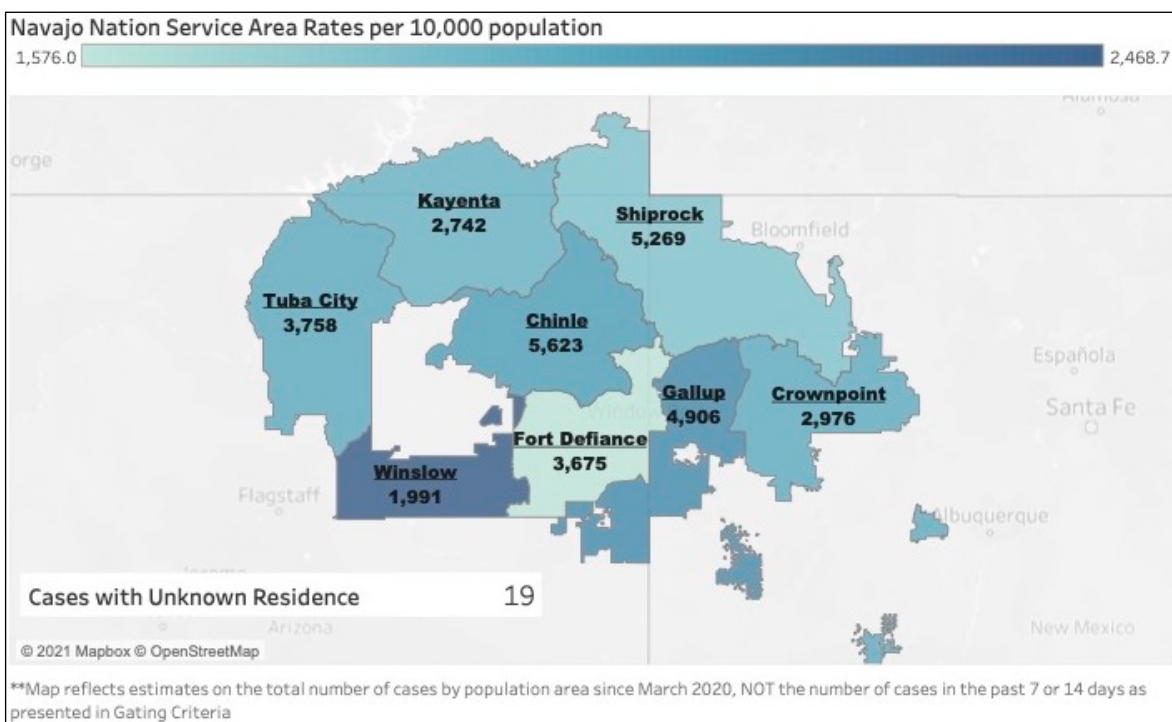 Navajo Nation Service Area Rates per 10,000 population
1,576.0
2,468.7
Alamosa
orge
Kayenta
2,742
Shiprock
5,269
Bloomfield
Tuba City
3,758
Chinle
5,623
Española
Gallup
4,906
Crownpoint
2,976
Santa Fe
Window
Fort Defiance
3,675
Winslow
1,991
Flagstaff
Albuquerque
Cases with Unknown Residence 19
Arizona
New Mexico
© 2021 Mapbox © OpenStreetMap
**Map reflects estimates on the total number of cases by population area since March 2020, NOT the number of cases in the past 7 or 14 days as
presented in Gating Criteria